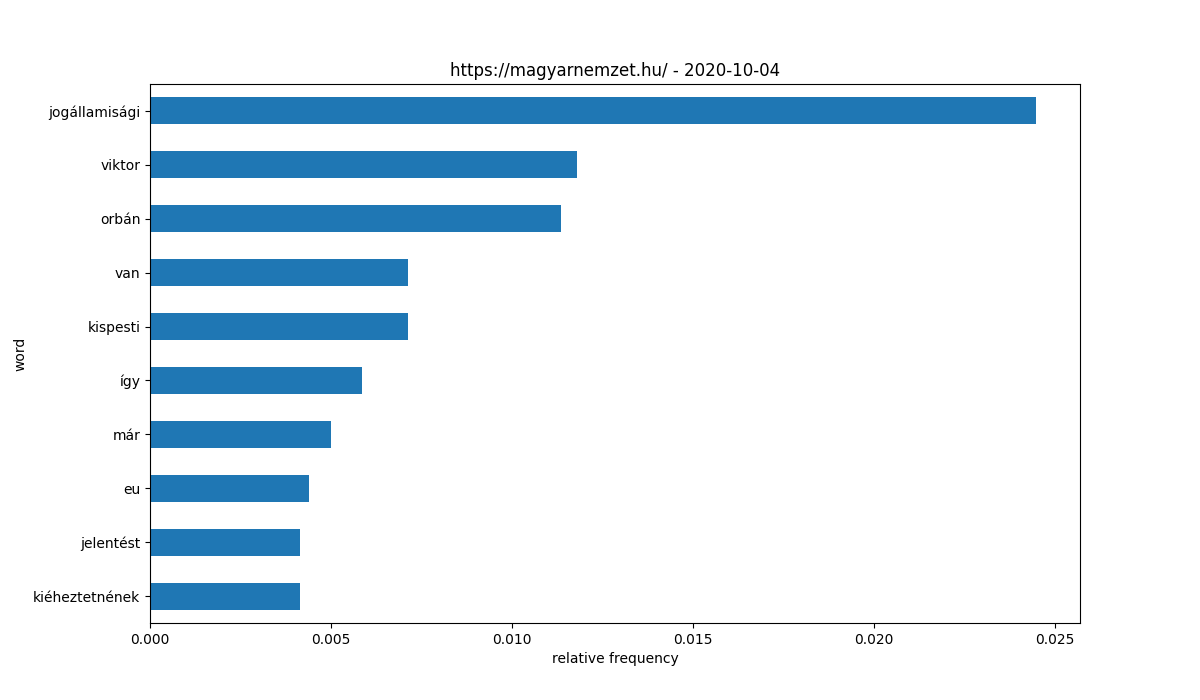 https://magyarnemzet.hu/ - 2020-10-04
jogállamisági
viktor
orbán
van
kispesti
így
már
eu
jelentést
kiéheztetnének
word
0.000 0.005 0.010 0.015 0.020 0.025
relative frequency